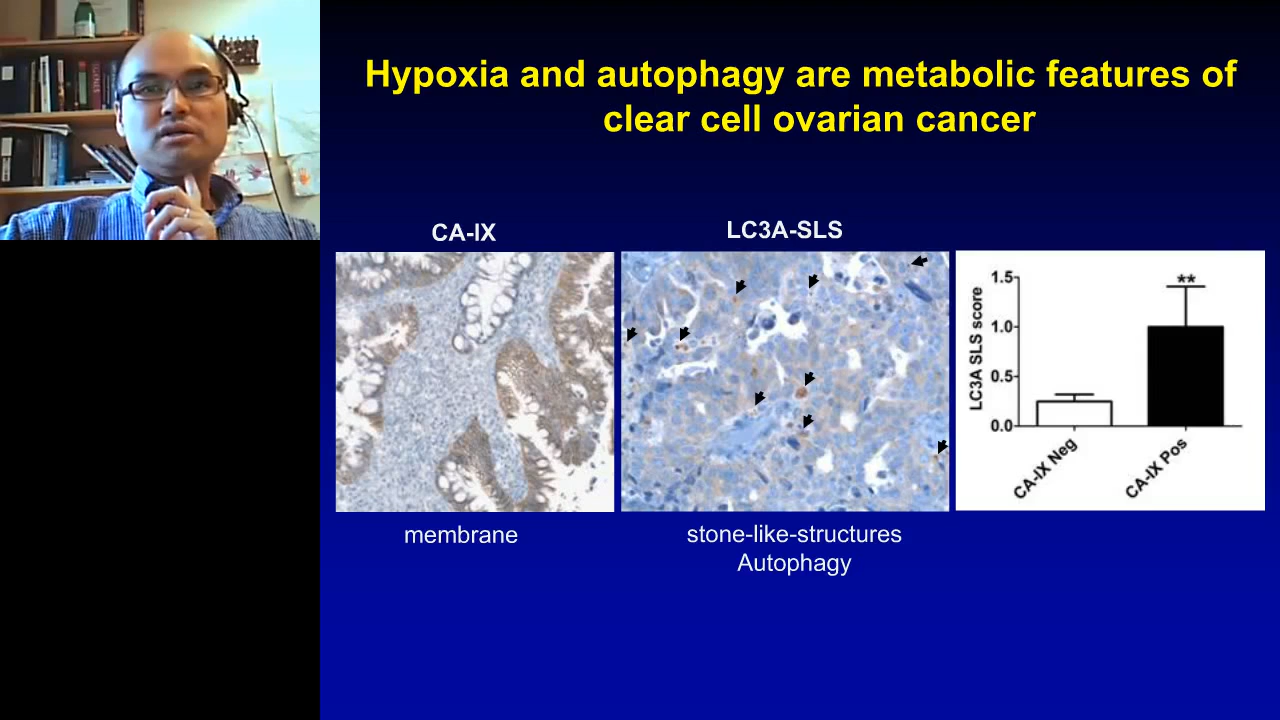 Hypoxia and autophagy are metabolic features of
clear cell ovarian cancer
CA-IX
LC3A-SLS
membrane
stone-like-structures
Autophagy
LC3A SLS score
1.5
1.0
0.5
0.0
**
CA-IX Neg
CA-IX Pos